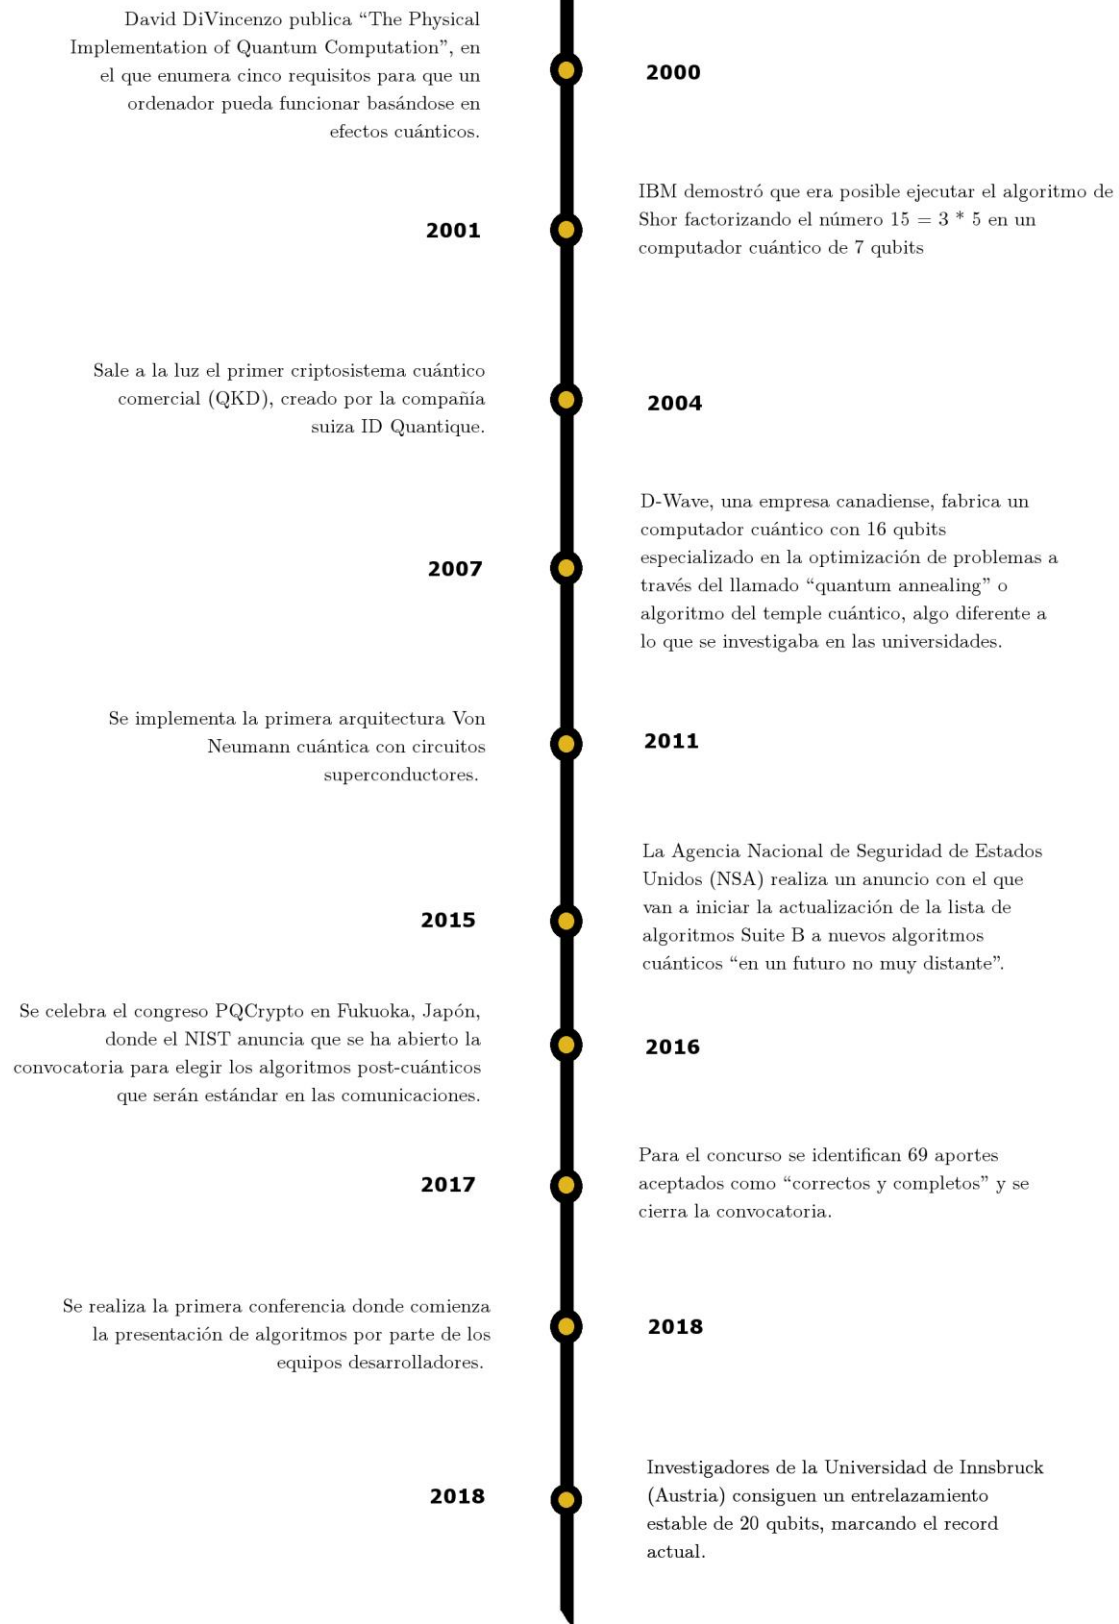 David DiVincenzo publica “The Physical
Implementation of Quantum Computation”, en
el que enumera cinco requisitos para que un
ordenador pueda funcionar basándose en
efectos cuánticos.
2000
2001
IBM demostró que era posible ejecutar el algoritmo de
Shor factorizando el número 15 = 3 * 5 en un
computador cuántico de 7 qubits
Sale a la luz el primer criptosistema cuántico
comercial (QKD), creado por la compañía
suiza ID Quantique.
2004
2007
D-Wave, una empresa canadiense, fabrica un
computador cuántico con 16 qubits
especializado en la optimización de problemas a
través del llamado “quantum annealing” o
algoritmo del temple cuántico, algo diferente a
lo que se investigaba en las universidades.
Se implementa la primera arquitectura Von
Neumann cuántica con circuitos
superconductores.
2011
2015
La Agencia Nacional de Seguridad de Estados
Unidos (NSA) realiza un anuncio con el que
van a iniciar la actualización de la lista de
algoritmos Suite B a nuevos algoritmos
cuánticos “en un futuro no muy distante”.
Se celebra el congreso PQCrypto en Fukuoka, Japón,
donde el NIST anuncia que se ha abierto la
convocatoria para elegir los algoritmos post-cuánticos
que serán estándar en las comunicaciones.
2016
2017
Para el concurso se identifican 69 aportes
aceptados como “correctos y completos” y se
cierra la convocatoria.
Se realiza la primera conferencia donde comienza
la presentación de algoritmos por parte de los
equipos desarrolladores.
2018
2018
Investigadores de la Universidad de Innsbruck
(Austria) consiguen un entrelazamiento
estable de 20 qubits, marcando el record
actual.